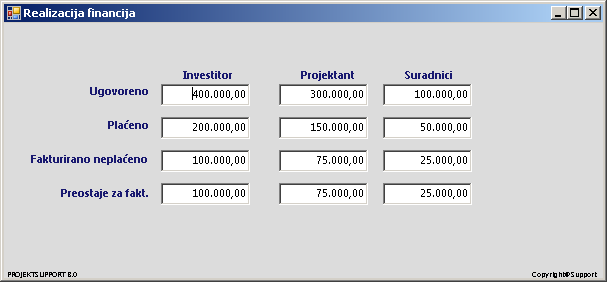 Realizacija financija
Investitor Projektant Suradnici
Ugovoreno 400.000,00 300.000,00 100.000,00
Plaćeno 200.000,00 150.000,00 50.000,00
Fakturirano neplaćeno 100.000,00 75.000,00 25.000,00
Preostaje za fakt. 100.000,00 75.000,00 25.000,00
PROJEKTSUPPORT 8.0 Copyright©Support